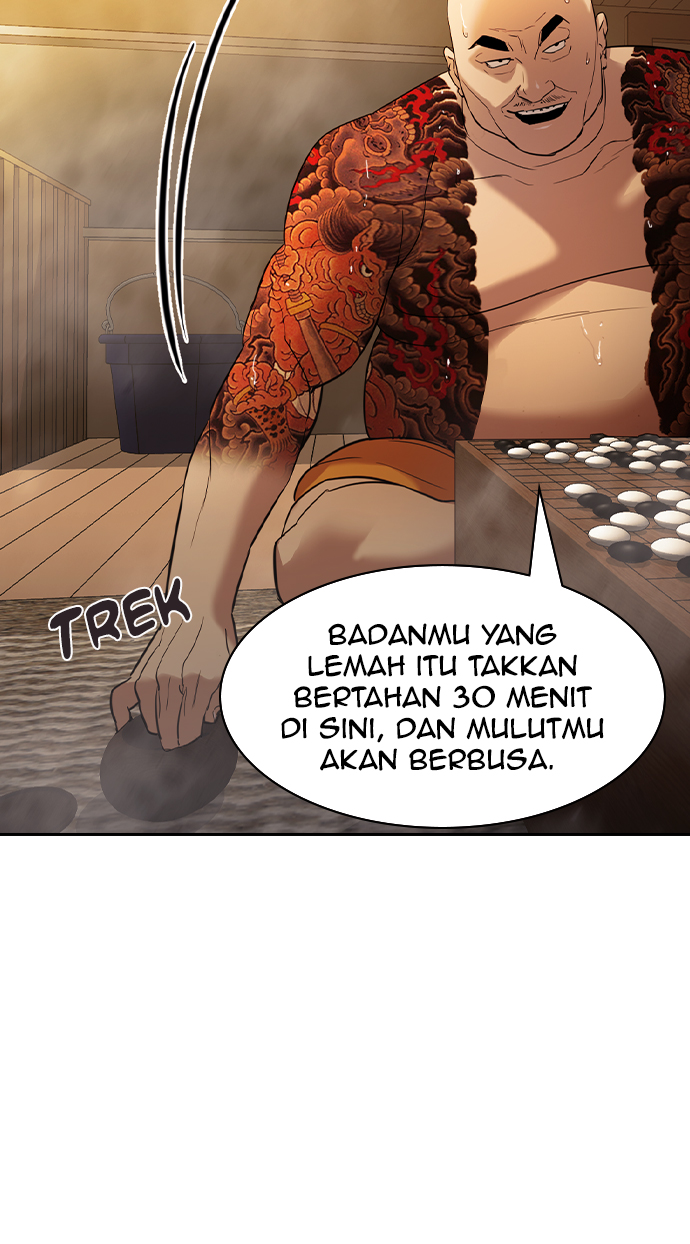 TREK
BADANMU YANG
LEMAH ITU TAKKAN
BERTAHAN 30 MENIT
DI SINI, DAN MULUTMU
AKAN BERBUSA.